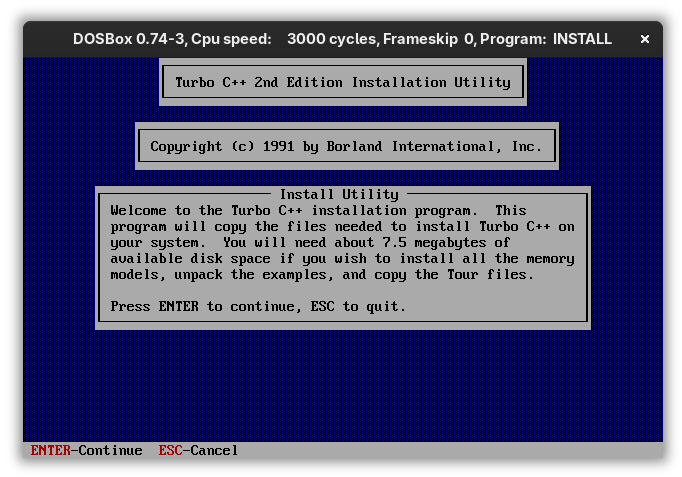 DOSBox 0.74-3, Cpu speed: 3000 cycles, Frameskip 0, Program: INSTALL ×
Turbo C++ 2nd Edition Installation Utility
Copyright (c) 1991 by Borland International, Inc.
Install Utility
Welcome to the Turbo C++ installation program. This
program will copy the files needed to install Turbo C++ on
your system. You will need about 7.5 megabytes of
available disk space if you wish to install all the memory
models, unpack the examples, and copy the Tour files.
Press ENTER to continue, ESC to quit.
ENTER-Continue ESC-Cancel